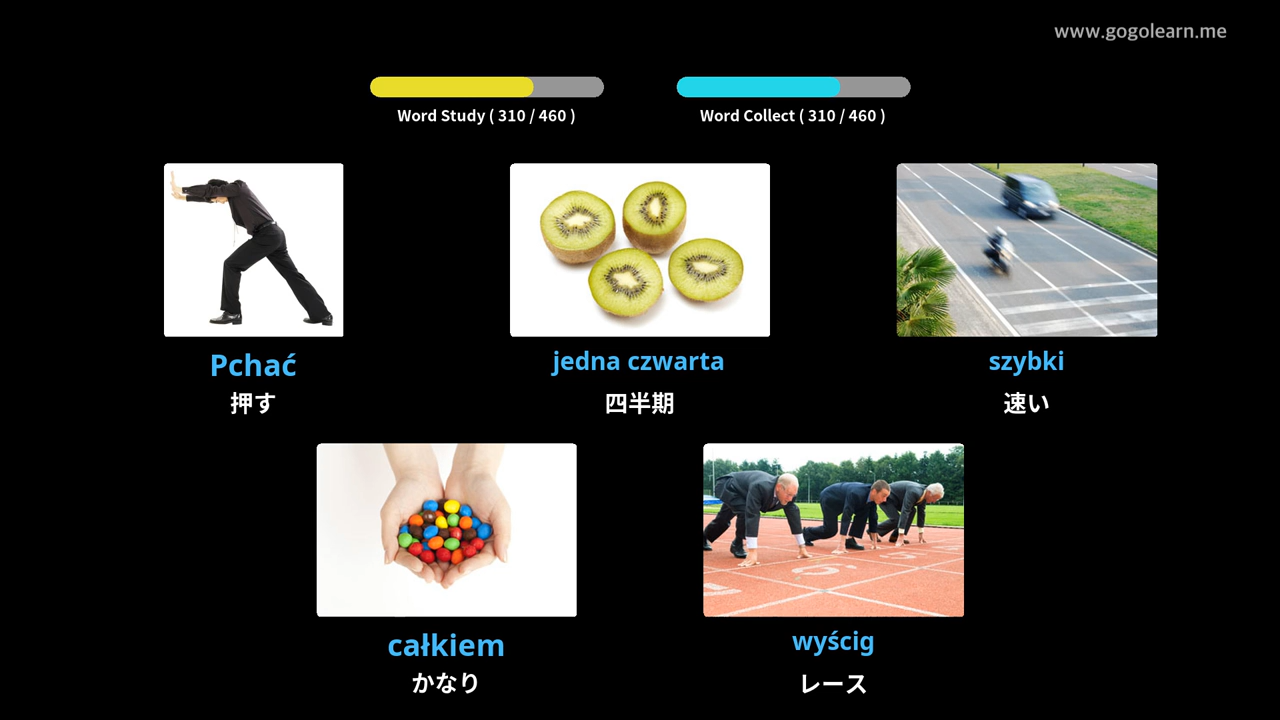 www.gogolearn.me
Word Study ( 310 / 460 )
Word Collect ( 310 / 460 )
Pchać
押す
jedna czwarta
四半期
szybki
速い
całkiem
かなり
wyścig
レース